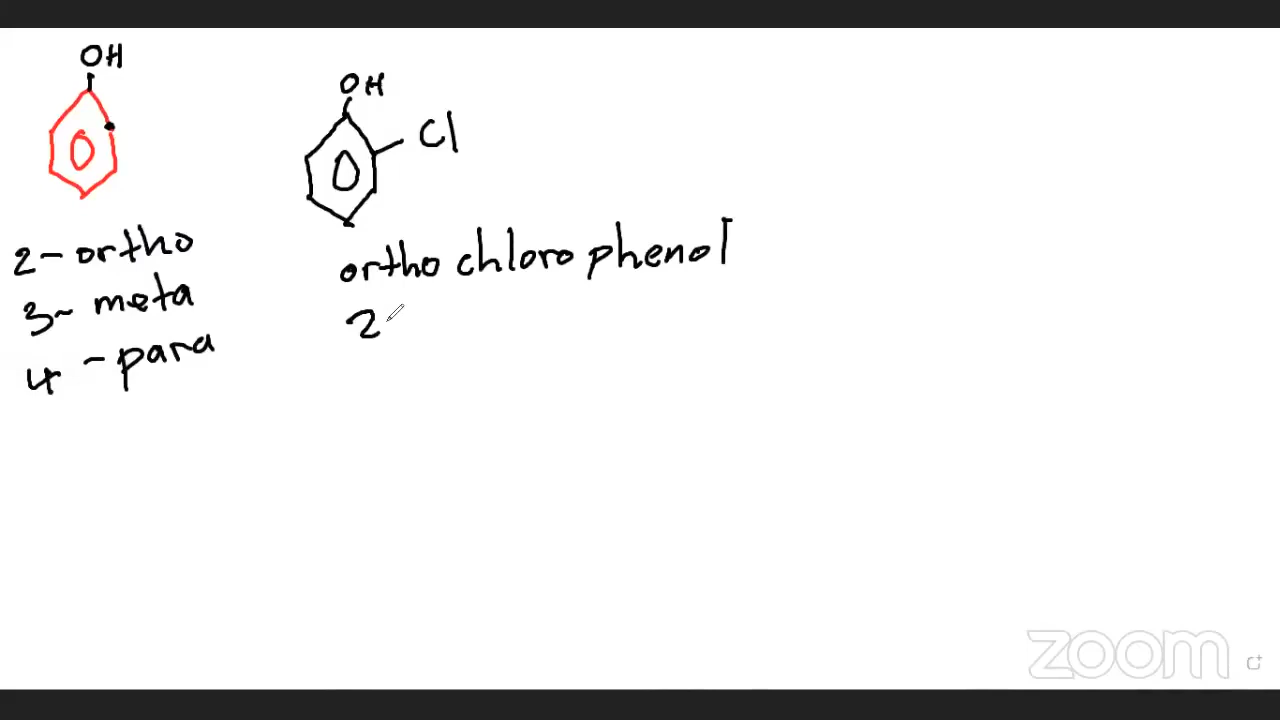 OH
2 - ortho
3 - meta
4 - para
OH
Cl
ortho chloro phenol
2
zoom